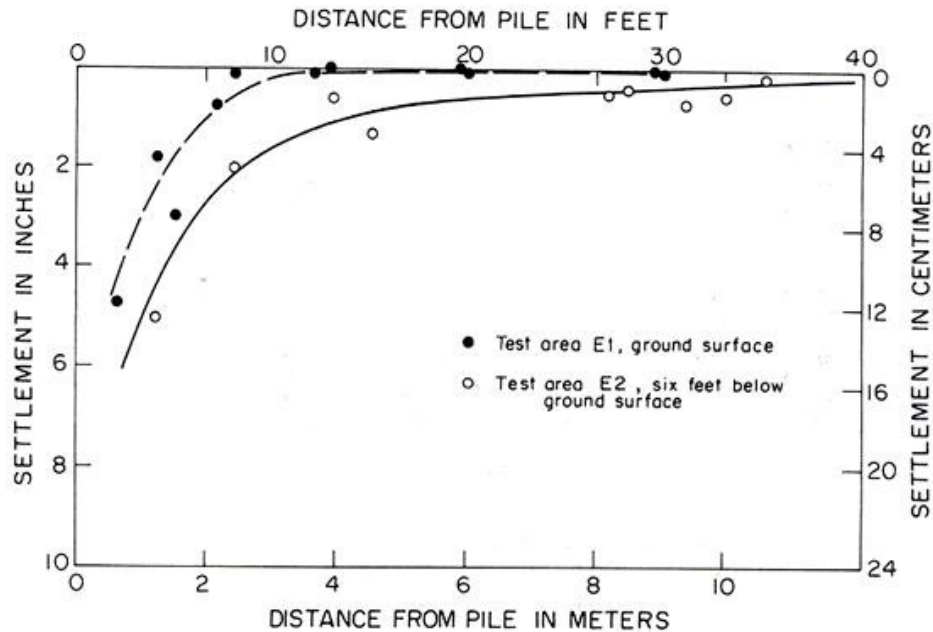 DISTANCE FROM PILE IN FEET
0 10 20 30 40
0
2
4
6
8
10
SETTLEMENT IN INCHES
0
4
8
12
16
20
24
SETTLEMENT IN CENTIMETERS
Test area E1, ground surface
Test area E2, six feet below
ground surface
0 2 4 6 8 10
DISTANCE FROM PILE IN METERS